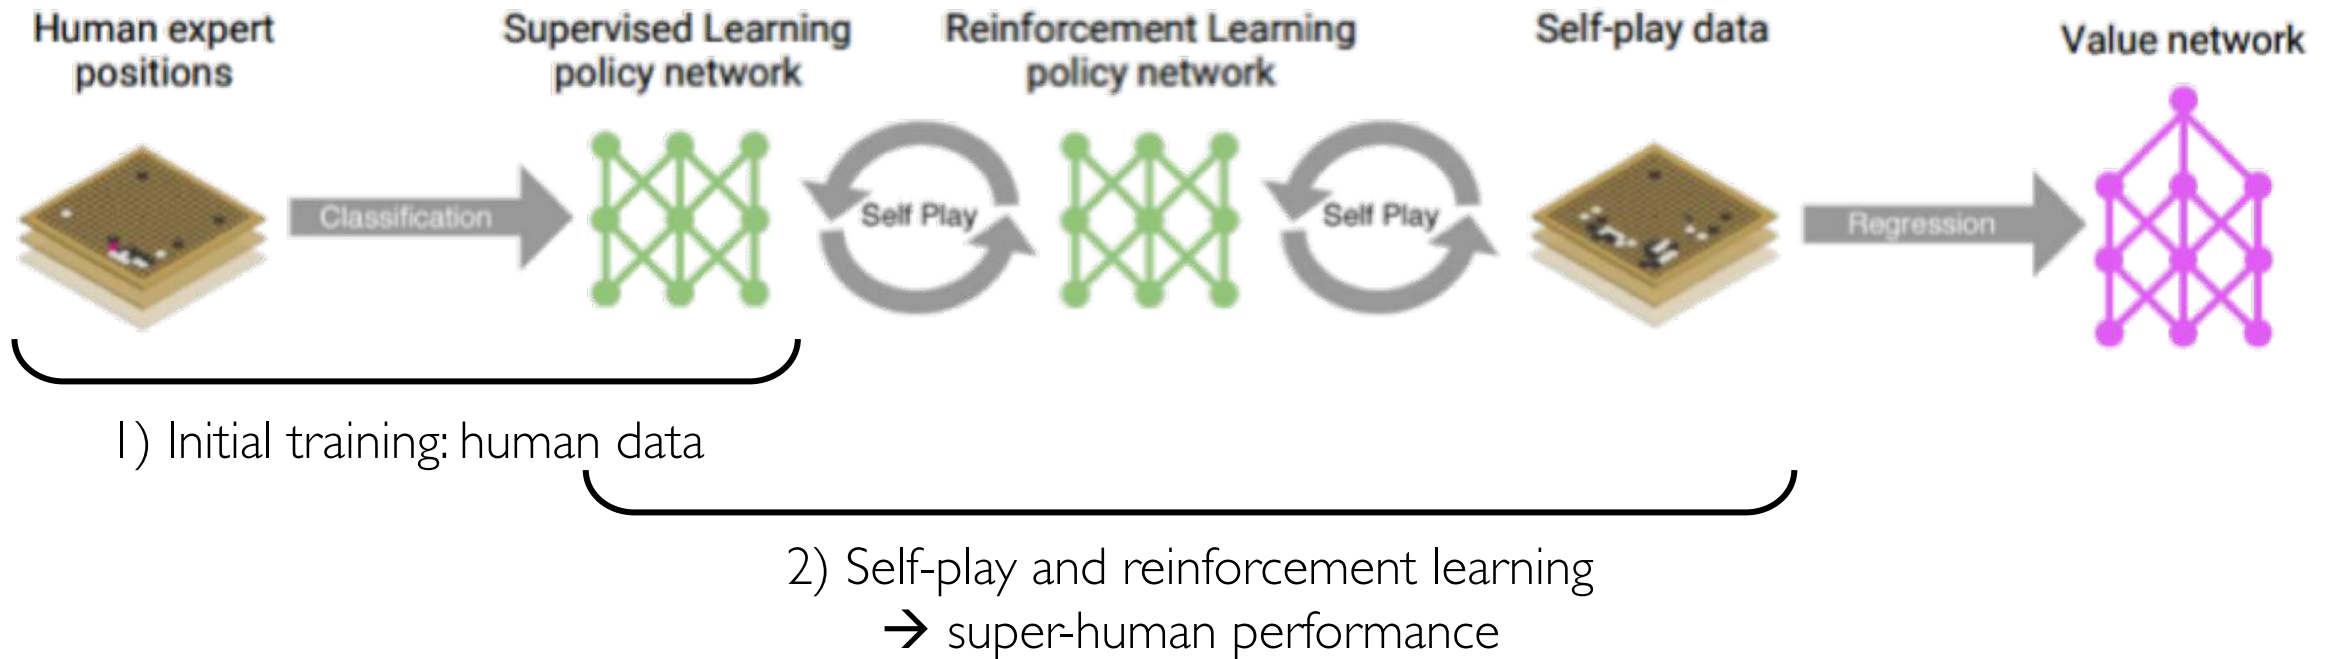 Human expert
positions
Supervised Learning
policy network
Reinforcement Learning
policy network
Self-play data
Value network
Classification
Self Play
Self Play
Regression
1) Initial training: human data
2) Self-play and reinforcement learning
→ super-human performance